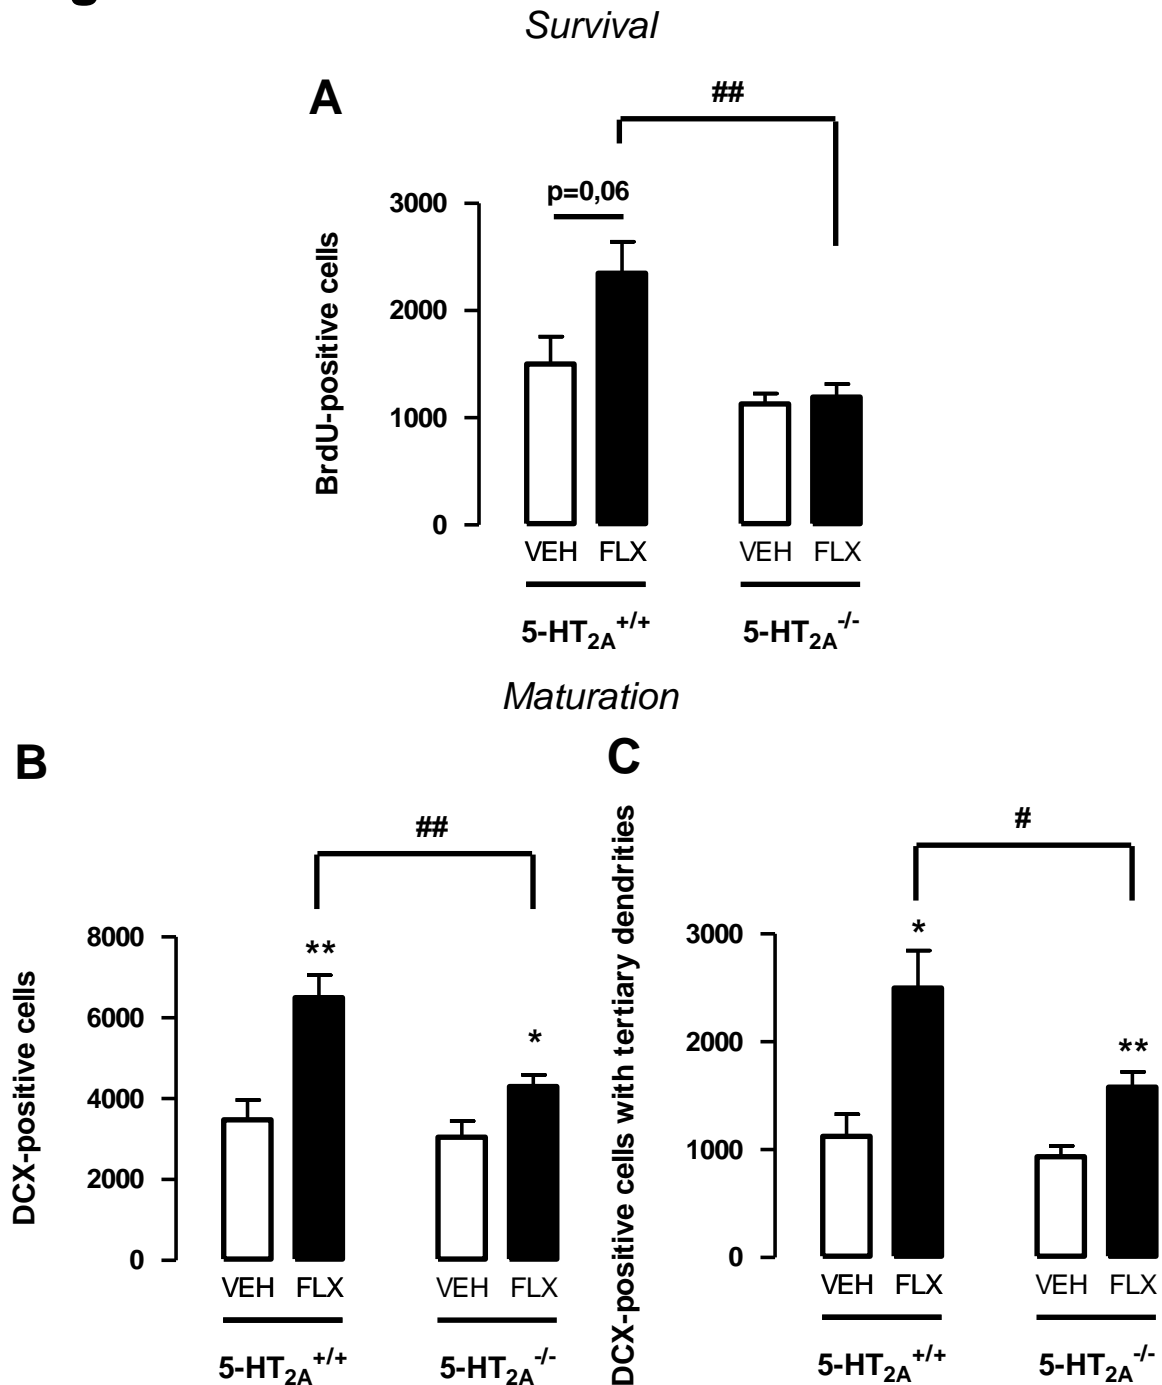 Survival
A
##
p=0,06
3000
2000
1000
0
BrdU-positive cells
VEH FLX VEH FLX
5-HT2A+/+ 5-HT2A-/-
Maturation
B
##
8000
6000
4000
2000
0
**
*
DCX-positive cells
VEH FLX VEH FLX
5-HT2A+/+ 5-HT2A-/-
C
#
3000
2000
1000
0
*
**
DCX-positive cells with tertiary dendrities
VEH FLX VEH FLX
5-HT2A+/+ 5-HT2A-/-